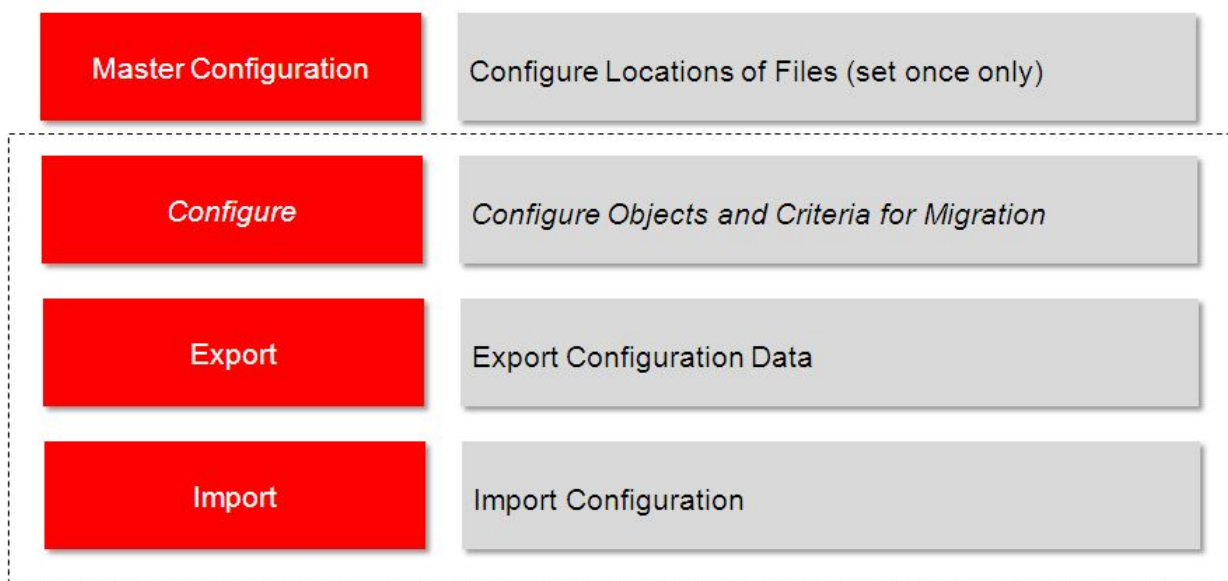 Master Configuration
Configure Locations of Files (set once only)
Configure
Configure Objects and Criteria for Migration
Export
Export Configuration Data
Import
Import Configuration